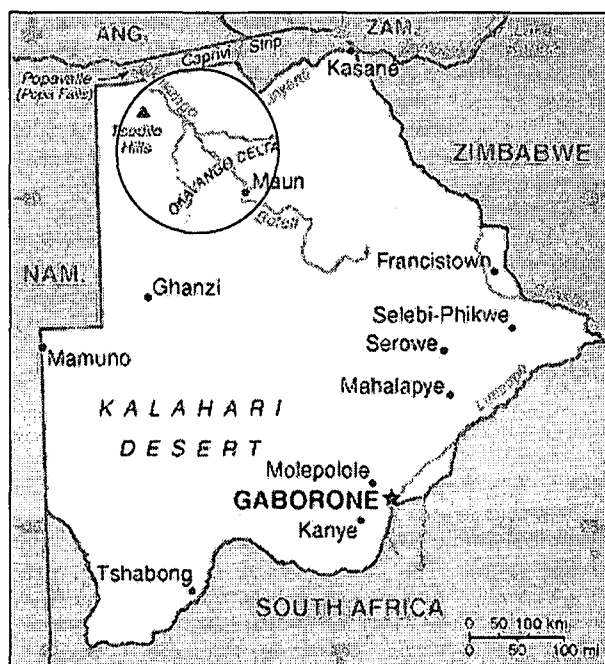 ANG.
ZAM.
Caprivi Strip
Popavalle
(Popa Falls)
Kasane
Tsodilo
Hills
ZIMBABWE
OKAVANGO DELTA
Maun
Boteti
NAM.
Francistown
Ghanzi
Selebi-Phikwe
Serowe
Mamuno
Mahalapye
Limpopo
KALAHARI
DESERT
Molepolole
GABORONE
Kanye
Tshabong
SOUTH AFRICA
0 50 100 km
0 50 100 mi